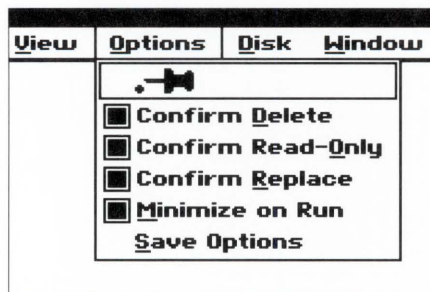 View Options Disk Window
Confirm Delete
Confirm Read-Only
Confirm Replace
Minimize on Run
Save Options